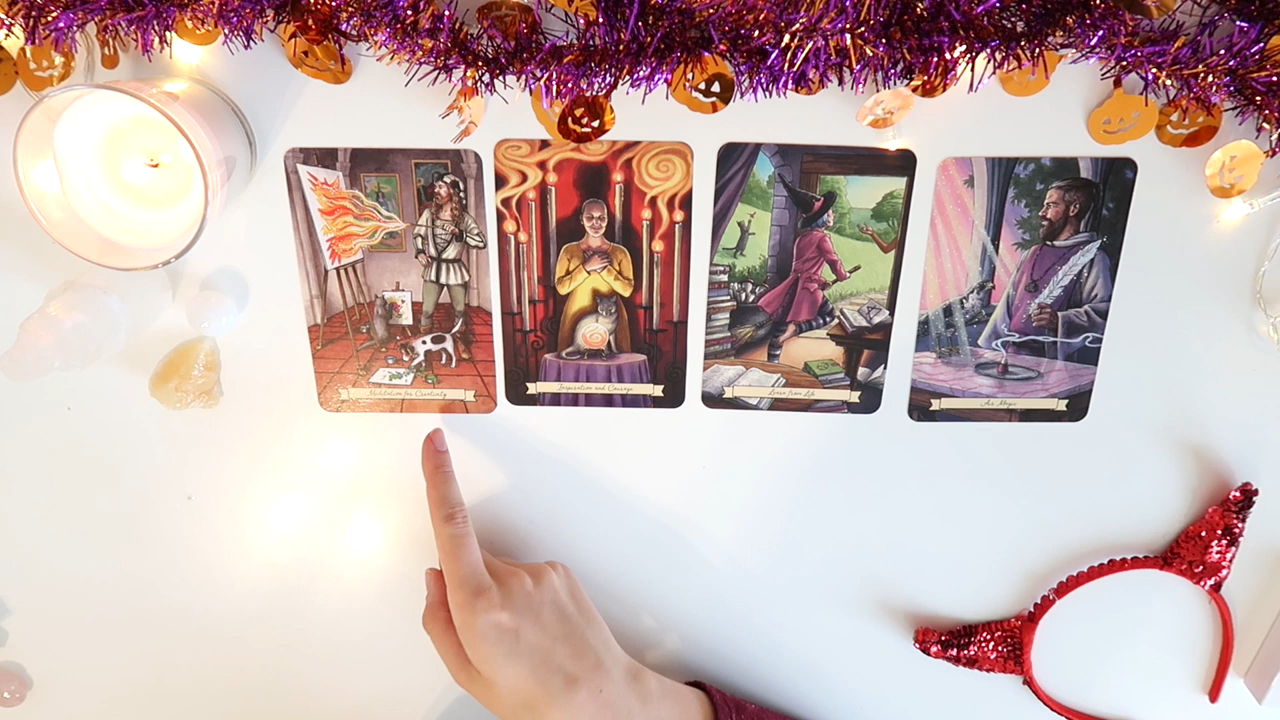 Meditation for Creativity
Inspiration and Courage
Learn from Life
Air Magic